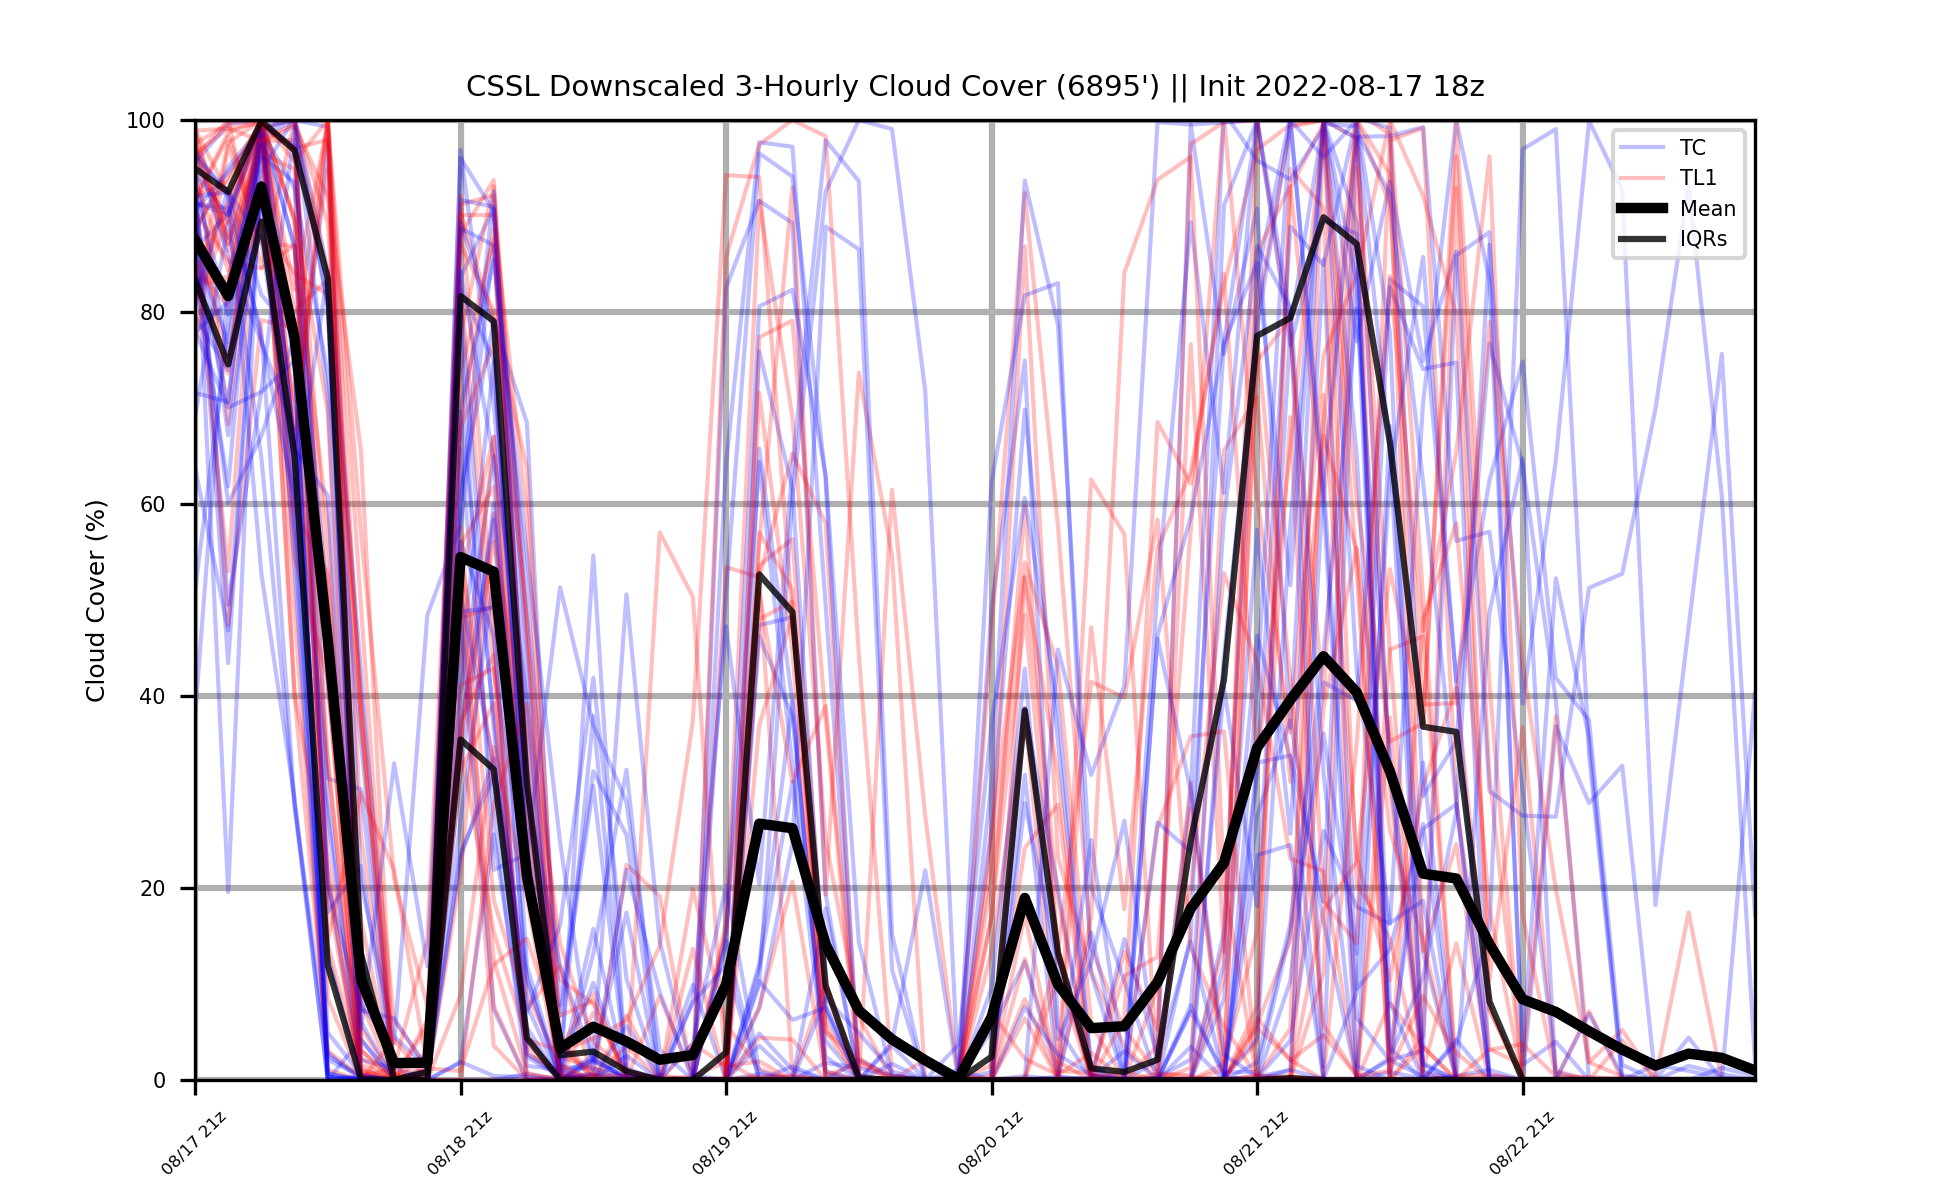 CSSL Downscaled 3-Hourly Cloud Cover (6895') || Init 2022-08-17 18z
Cloud Cover (%)
100
80
60
40
20
0
TC
TL1
Mean
IQRs
08/17 21z
08/18 21z
08/19 21z
08/20 21z
08/21 21z
08/22 21z